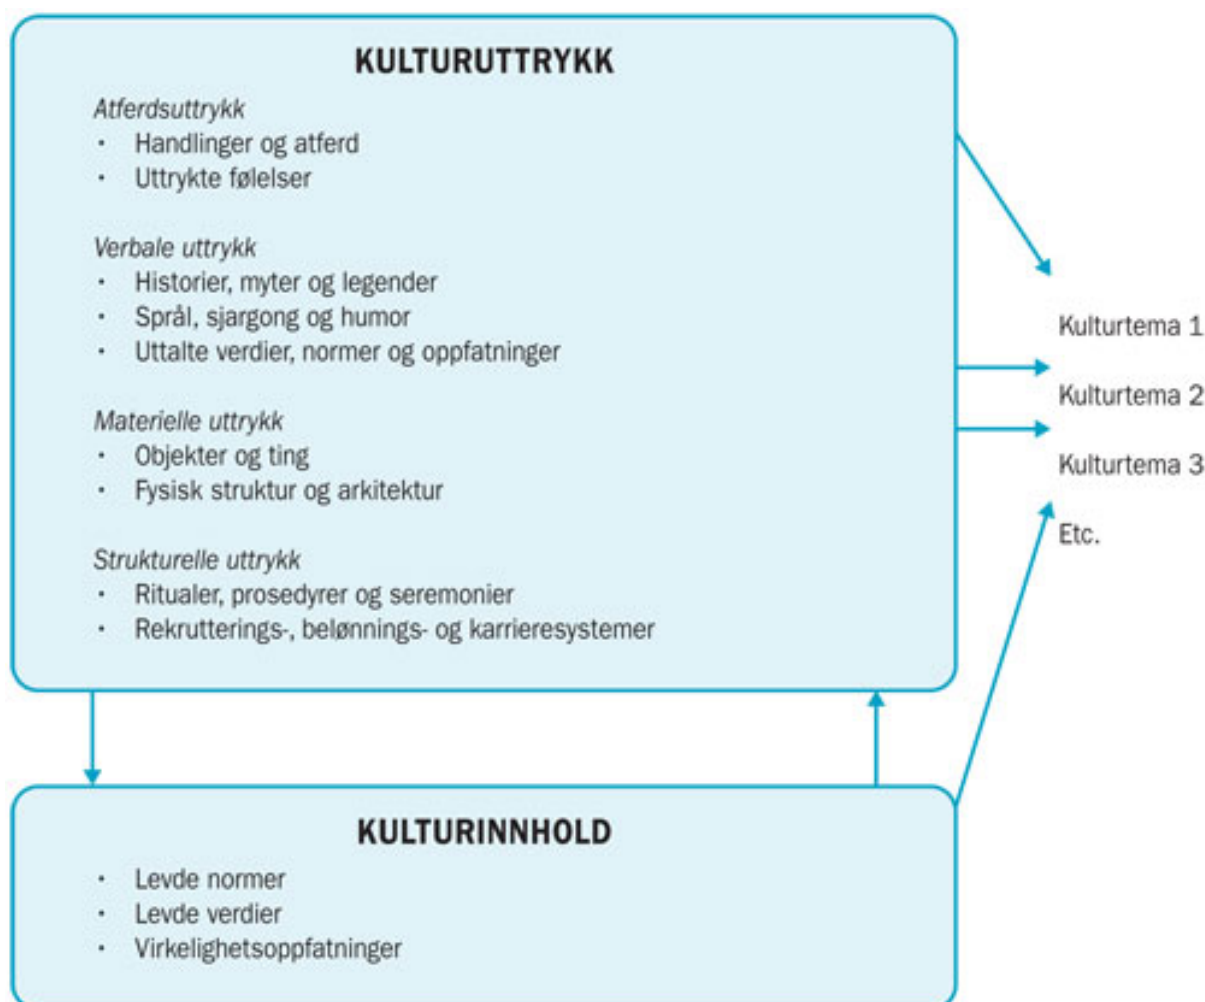 KULTURUTTRYKK
Atferdsuttrykk
· Handlinger og atferd
· Uttrykte følelser
Verbale uttrykk
· Historier, myter og legender
· Språl, sjargong og humor
· Uttalte verdier, normer og oppfatninger
Materielle uttrykk
· Objekter og ting
· Fysisk struktur og arkitektur
Strukturelle uttrykk
· Ritualer, prosedyrer og seremonier
· Rekrutterings-, belønnings- og karrieresystemer
Kulturtema 1
Kulturtema 2
Kulturtema 3
Etc.
KULTURINNHOLD
· Levde normer
· Levde verdier
· Virkelighetsoppfatninger